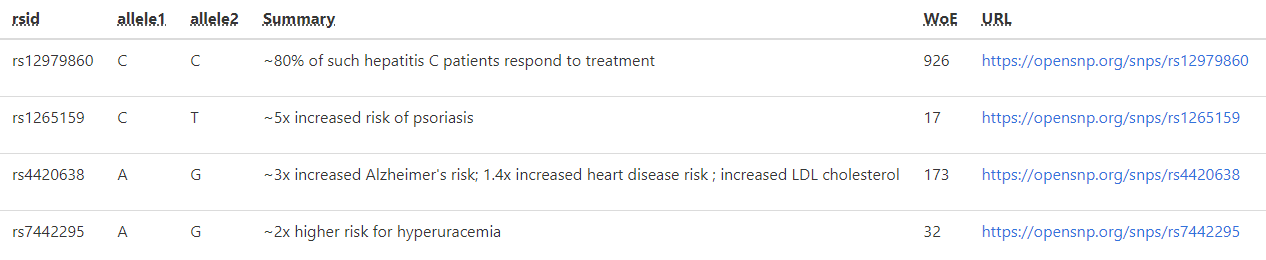 rsid allele1 allele2 Summary WoE URL
rs12979860 C C ~80% of such hepatitis C patients respond to treatment 926 https://opensnp.org/snps/rs12979860
rs1265159 C T ~5x increased risk of psoriasis 17 https://opensnp.org/snps/rs1265159
rs4420638 A G ~3x increased Alzheimer's risk; 1.4x increased heart disease risk ; increased LDL cholesterol 173 https://opensnp.org/snps/rs4420638
rs7442295 A G ~2x higher risk for hyperuracemia 32 https://opensnp.org/snps/rs7442295